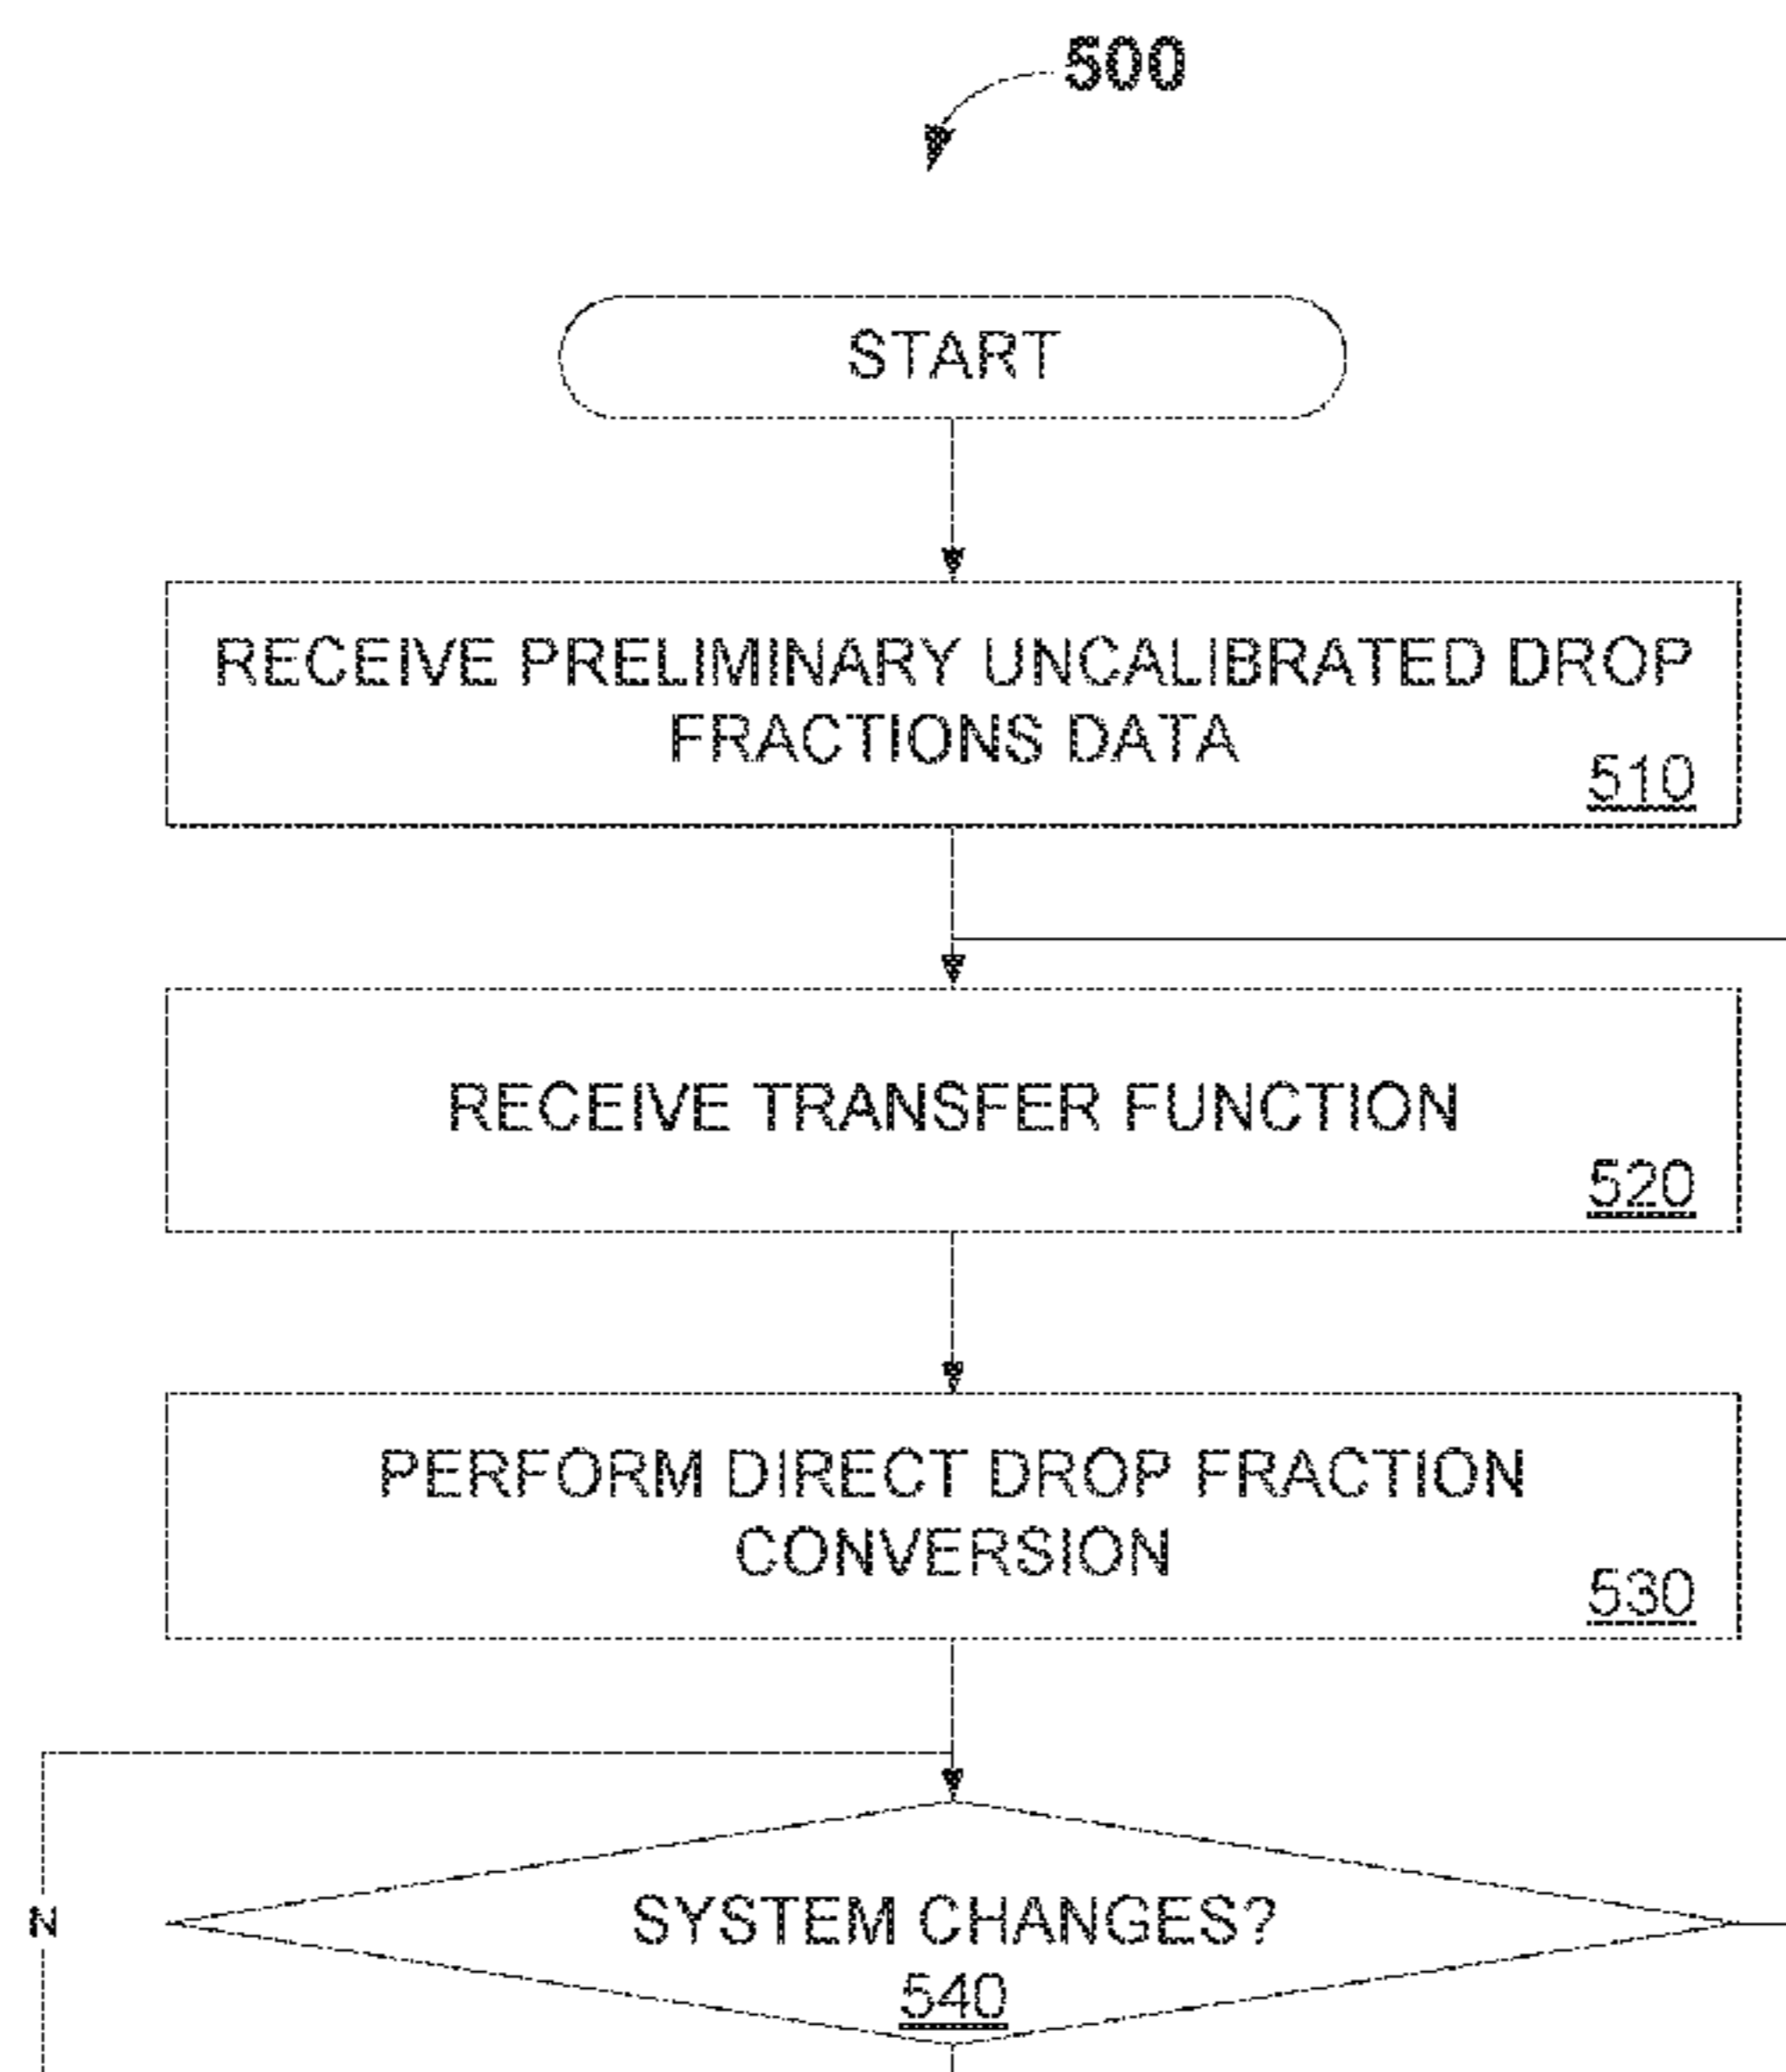 500
START
RECEIVE PRELIMINARY UNCALIBRATED DROP
FRACTIONS DATA
510
RECEIVE TRANSFER FUNCTION
520
PERFORM DIRECT DROP FRACTION
CONVERSION
530
N
SYSTEM CHANGES?
540